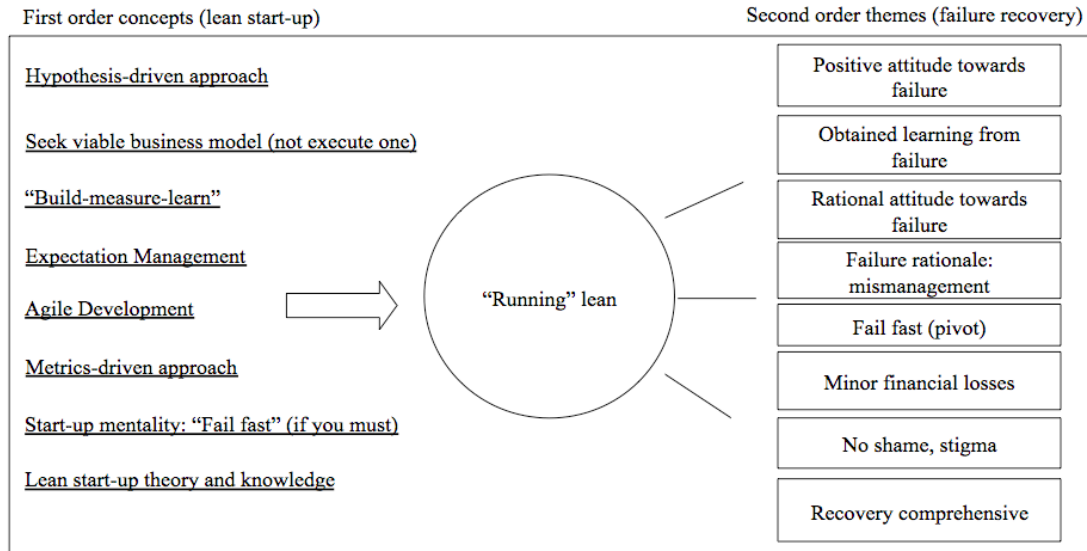 First order concepts (lean start-up)
Second order themes (failure recovery)
Hypothesis-driven approach
Seek viable business model (not execute one)
“Build-measure-learn”
Expectation Management
Agile Development
Metrics-driven approach
Start-up mentality: “Fail fast” (if you must)
Lean start-up theory and knowledge
“Running” lean
Positive attitude towards
failure
Obtained learning from
failure
Rational attitude towards
failure
Failure rationale:
mismanagement
Fail fast (pivot)
Minor financial losses
No shame, stigma
Recovery comprehensive